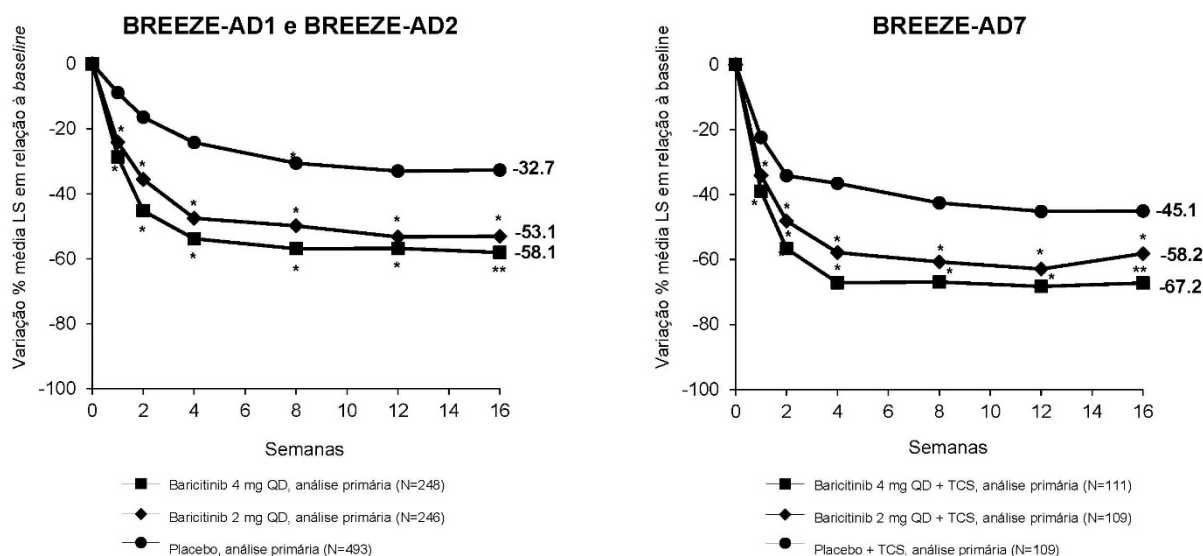 BREEZE-AD1 e BREEZE-AD2
Variação % média LS em relação à baseline
0
-20
-40
-60
-80
-100
* * * * * * *
* * * * * **
-32.7
-53.1
-58.1
0 2 4 6 8 10 12 14 16
Semanas
Baricitinib 4 mg QD, análise primária (N=248)
Baricitinib 2 mg QD, análise primária (N=246)
Placebo, análise primária (N=493)
BREEZE-AD7
Variação % média LS em relação à baseline
0
-20
-40
-60
-80
-100
* * * * * *
* * * * * **
-45.1
-58.2
-67.2
0 2 4 6 8 10 12 14 16
Semanas
Baricitinib 4 mg QD + TCS, análise primária (N=111)
Baricitinib 2 mg QD + TCS, análise primária (N=109)
Placebo + TCS, análise primária (N=109)